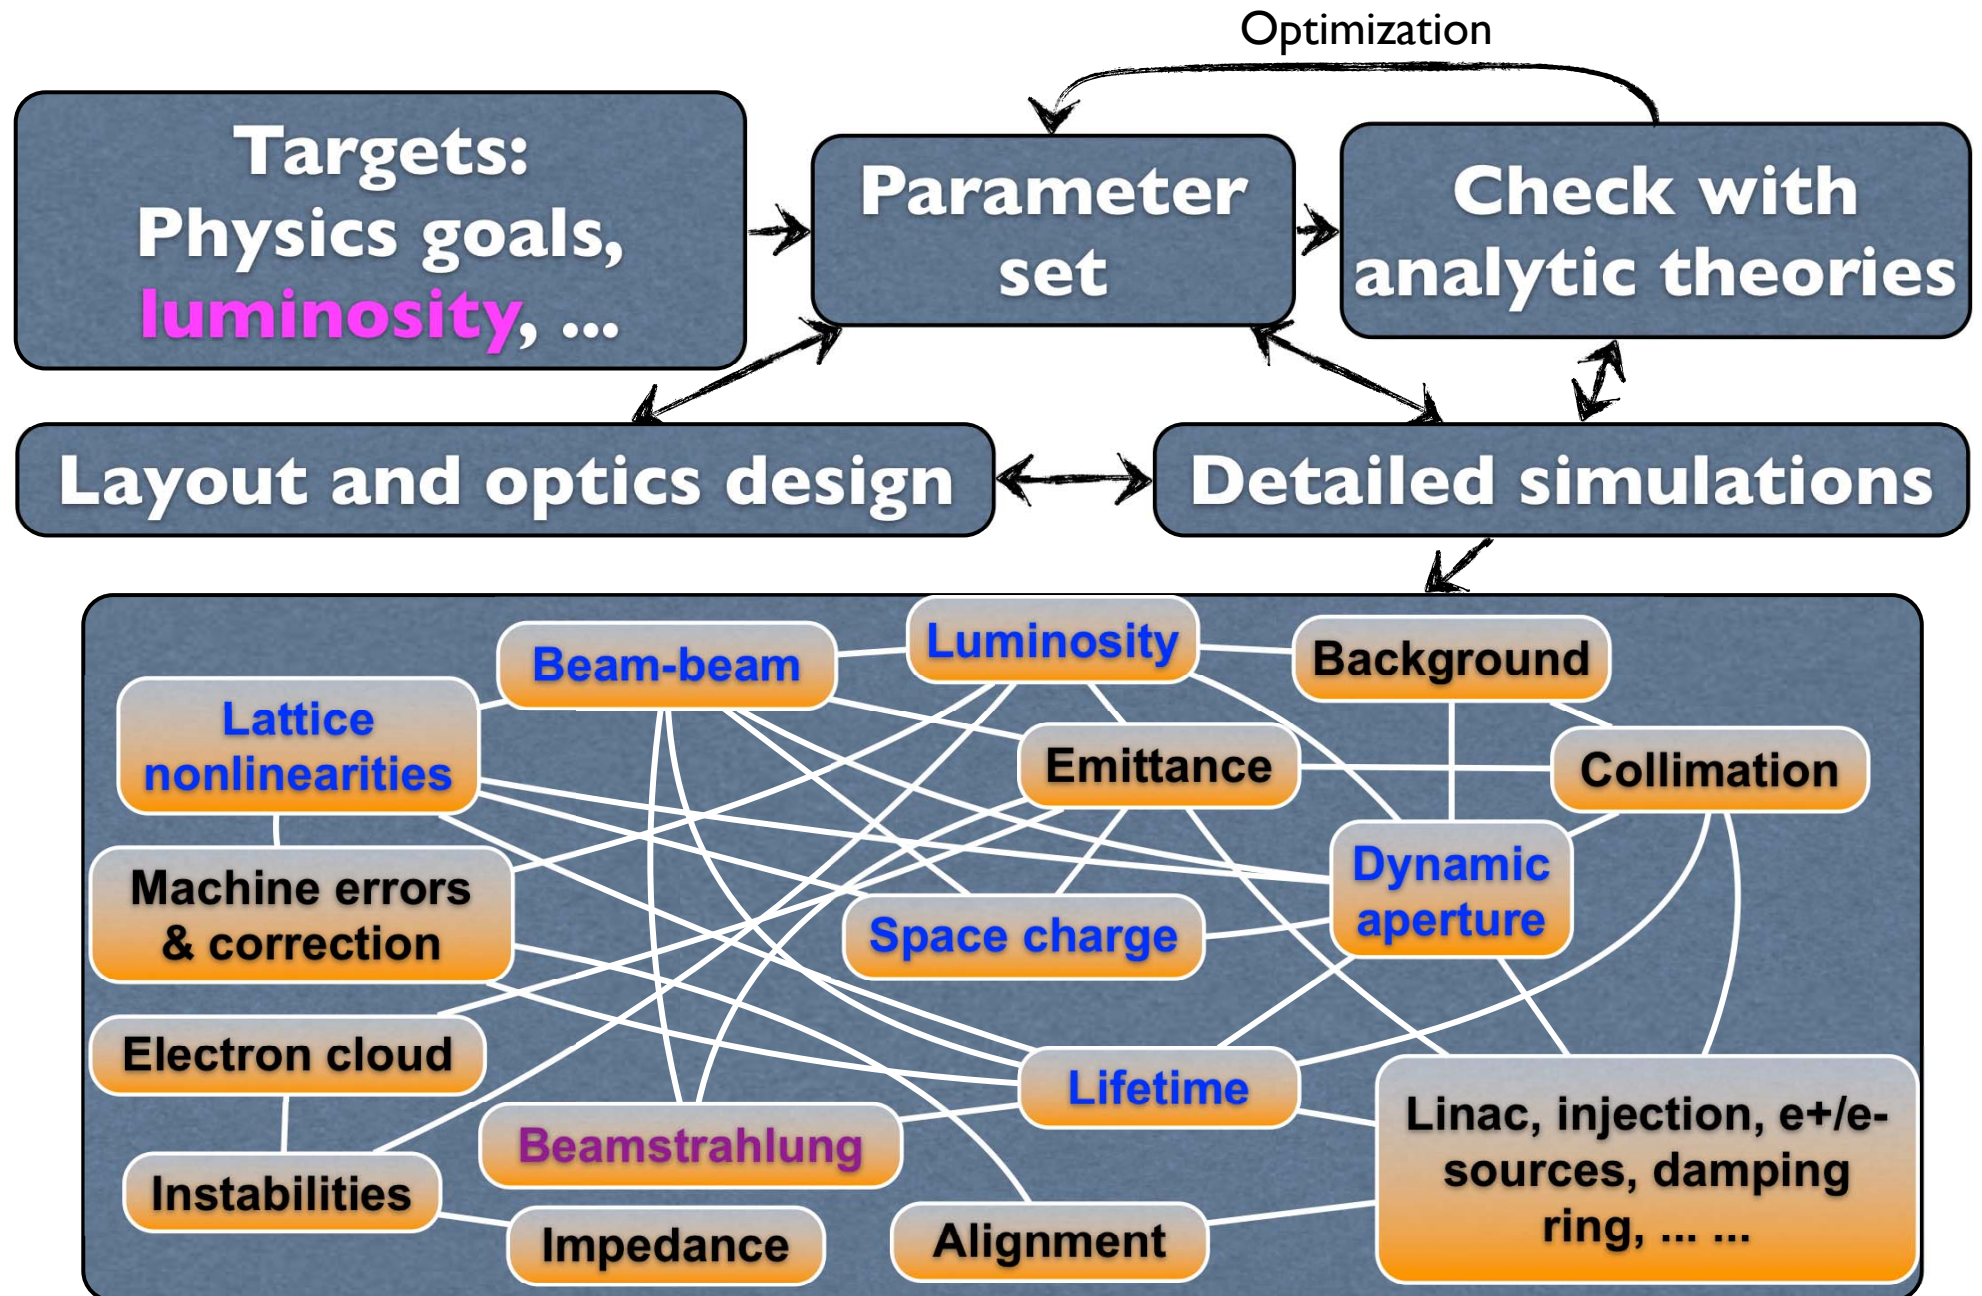 Optimization
Targets:
Physics goals,
luminosity, ...
Parameter
set
Check with
analytic theories
Layout and optics design
Detailed simulations
Beam-beam
Luminosity
Background
Lattice
nonlinearities
Emittance
Collimation
Machine errors
& correction
Dynamic
aperture
Space charge
Electron cloud
Lifetime
Beamstrahlung
Linac, injection, e+/e-
sources, damping
ring, ... ...
Instabilities
Impedance
Alignment